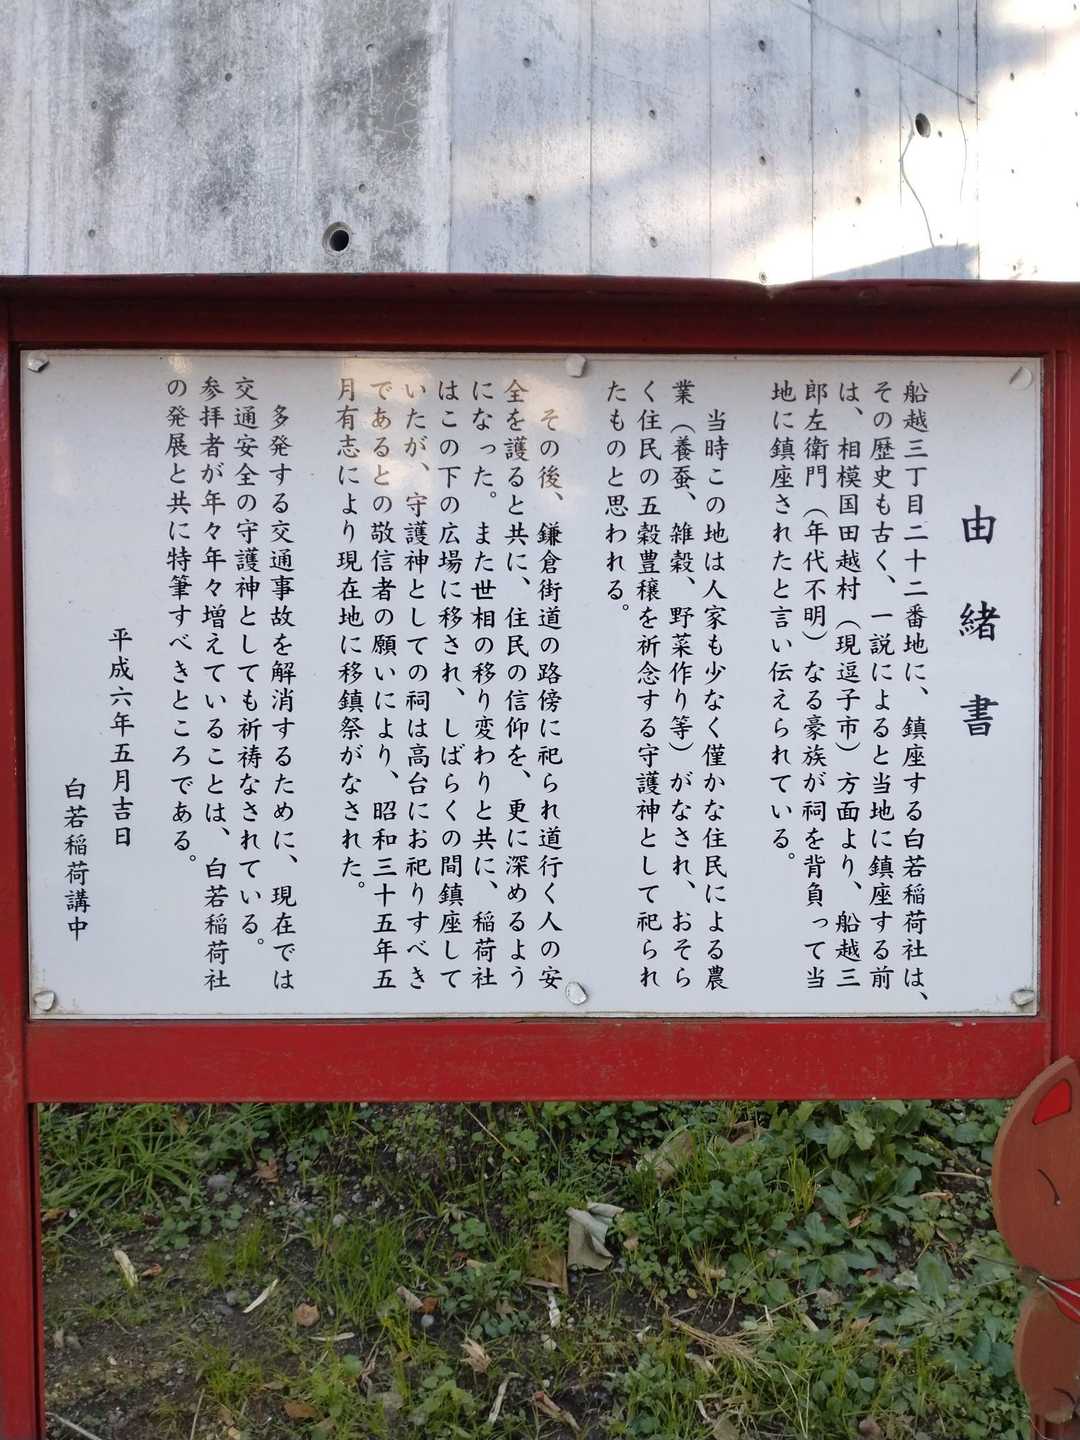 由緒書
船越三丁目二十二番地に、鎮座する白若稲荷社は、
その歴史も古く、一説によると当地に鎮座する前
は、相模国田越村（現逗子市）方面より、船越三
郎左衛門（年代不明）なる豪族が祠を背負って当
地に鎮座されたと言い伝えられている。
当時この地は人家も少なく僅かな住民による農
業（養蚕、雑穀、野菜作り等）がなされ、おそら
く住民の五穀豊穣を祈念する守護神として祀られ
たものと思われる。
その後、鎌倉街道の路傍に祀られ道行く人の安
全を護ると共に、住民の信仰を、更に深めるよう
になった。また世相の移り変わりと共に、稲荷社
はこの下の広場に移され、しばらくの間鎮座して
いたが、守護神としての祠は高台にお祀りすべき
であるとの敬信者の願いにより、昭和三十五年五
月有志により現在地に移鎮祭がなされた。
多発する交通事故を解消するために、現在では
交通安全の守護神としても祈祷なされている。
参拝者が年々年々増えていることは、白若稲荷社
の発展と共に特筆すべきところである。
平成六年五月吉日
白若稲荷講中